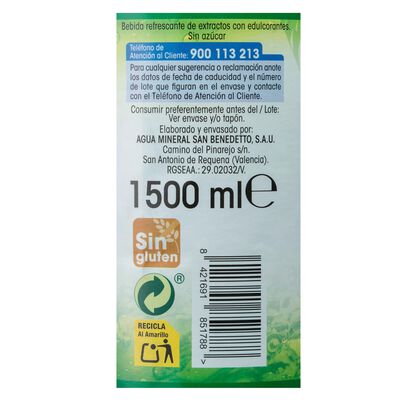 Bebida refrescante de extractos con edulcorantes.
Sin azúcar
Teléfono de
Atención al Cliente: 900 113 213
Para cualquier sugerencia o reclamación anote
los datos de fecha de caducidad y el número
de lote que figuran en el envase y contacte
con el Teléfono de Atención al Cliente.
Consumir preferentemente antes del / Lote:
Ver envase y/o tapón.
Elaborado y envasado por:
AGUA MINERAL SAN BENEDETTO, S.A.U.
Camino del Pinarejo s/n.
San Antonio de Requena (Valencia).
RGSEAA.: 29.02032/V.
1500 ml e
Sin
gluten
®
RECICLA
Al Amarillo
8 421691 851788 >